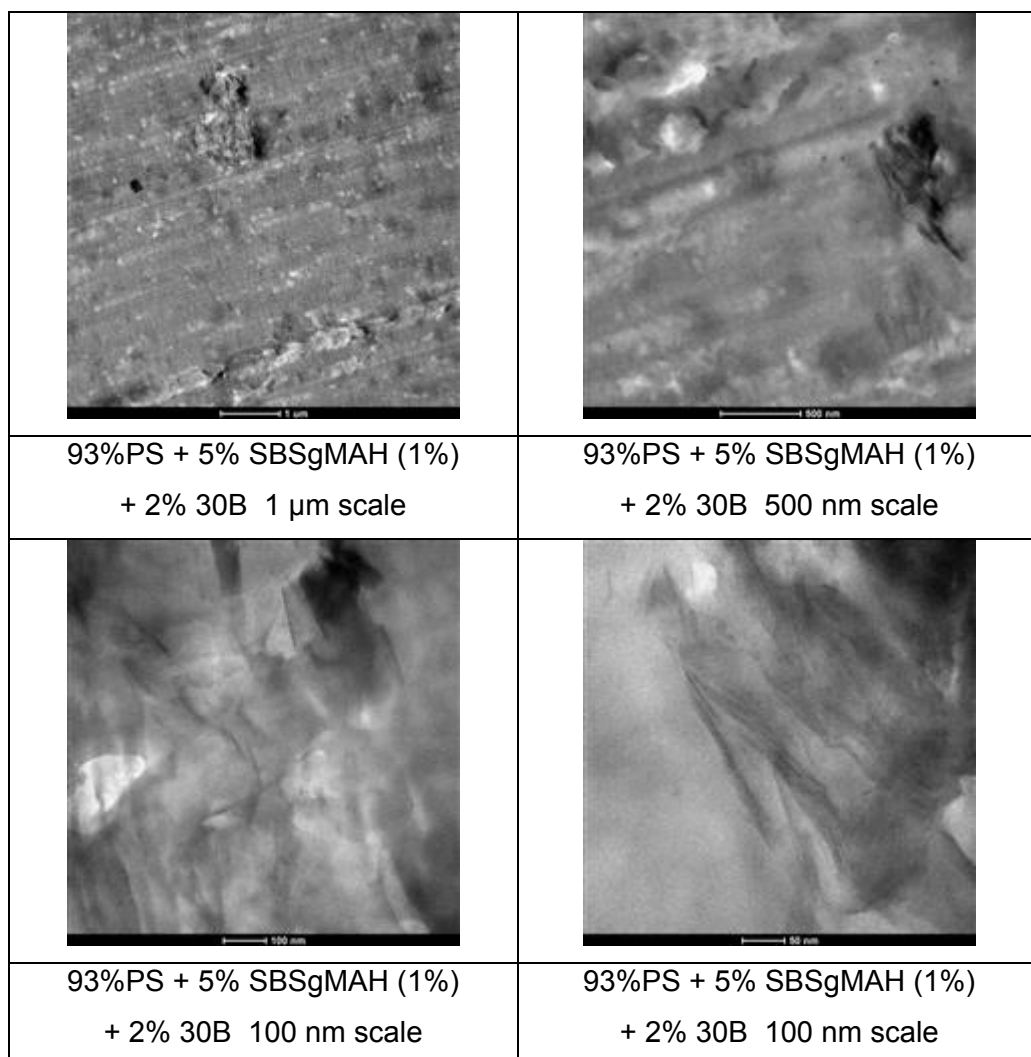 1 µm
500 nm
93%PS + 5% SBSgMAH (1%)
+ 2% 30B 1 µm scale
93%PS + 5% SBSgMAH (1%)
+ 2% 30B 500 nm scale
100 nm
50 nm
93%PS + 5% SBSgMAH (1%)
+ 2% 30B 100 nm scale
93%PS + 5% SBSgMAH (1%)
+ 2% 30B 100 nm scale